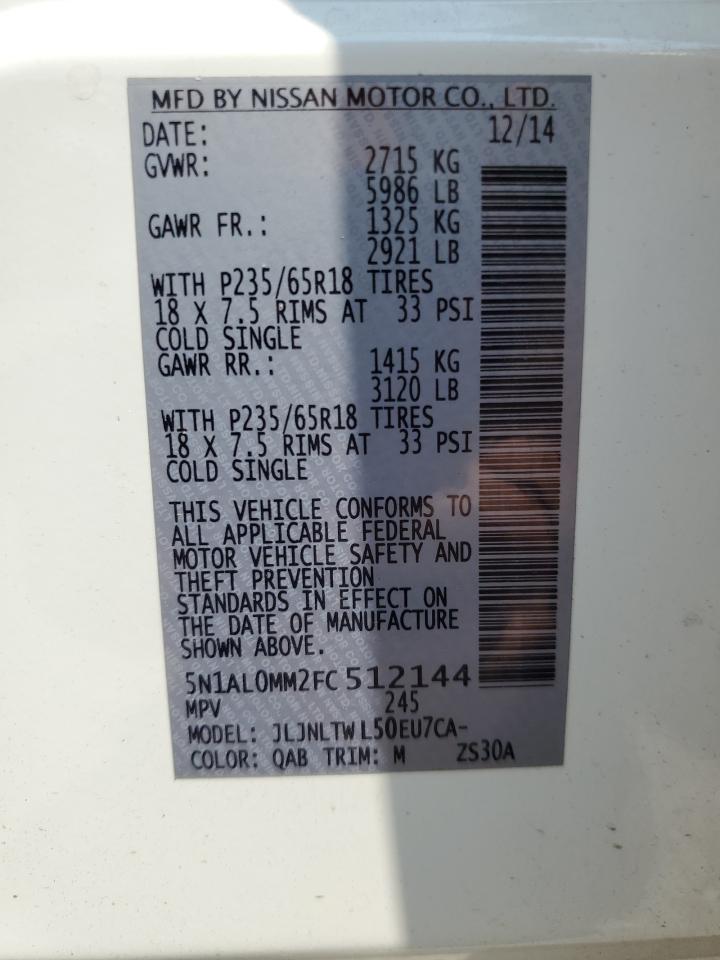 MFD BY NISSAN MOTOR CO., LTD.
DATE: 12/14
GVWR: 2715 KG
5986 LB
GAWR FR.: 1325 KG
2921 LB
WITH P235/65R18 TIRES
18 X 7.5 RIMS AT 33 PSI
COLD SINGLE
GAWR RR.: 1415 KG
3120 LB
WITH P235/65R18 TIRES
18 X 7.5 RIMS AT 33 PSI
COLD SINGLE
THIS VEHICLE CONFORMS TO
ALL APPLICABLE FEDERAL
MOTOR VEHICLE SAFETY AND
THEFT PREVENTION
STANDARDS IN EFFECT ON
THE DATE OF MANUFACTURE
SHOWN ABOVE.
5N1AL0MM2FC 512144
MPV 245
MODEL: JLJNLTW L50EU7CA-
COLOR: QAB TRIM: M ZS30A